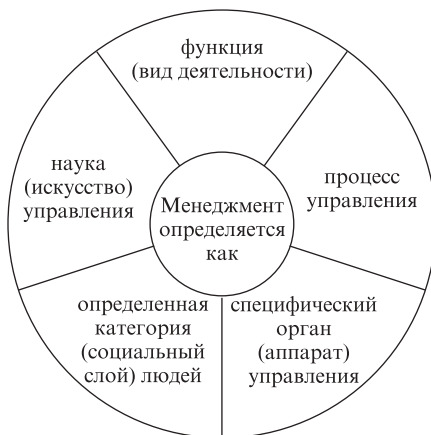 функция
(вид деятельности)
процесс
управления
специфический
орган
(аппарат)
управления
определенная
категория
(социальный
слой) людей
наука
(искусство)
управления
Менеджмент
определяется
как